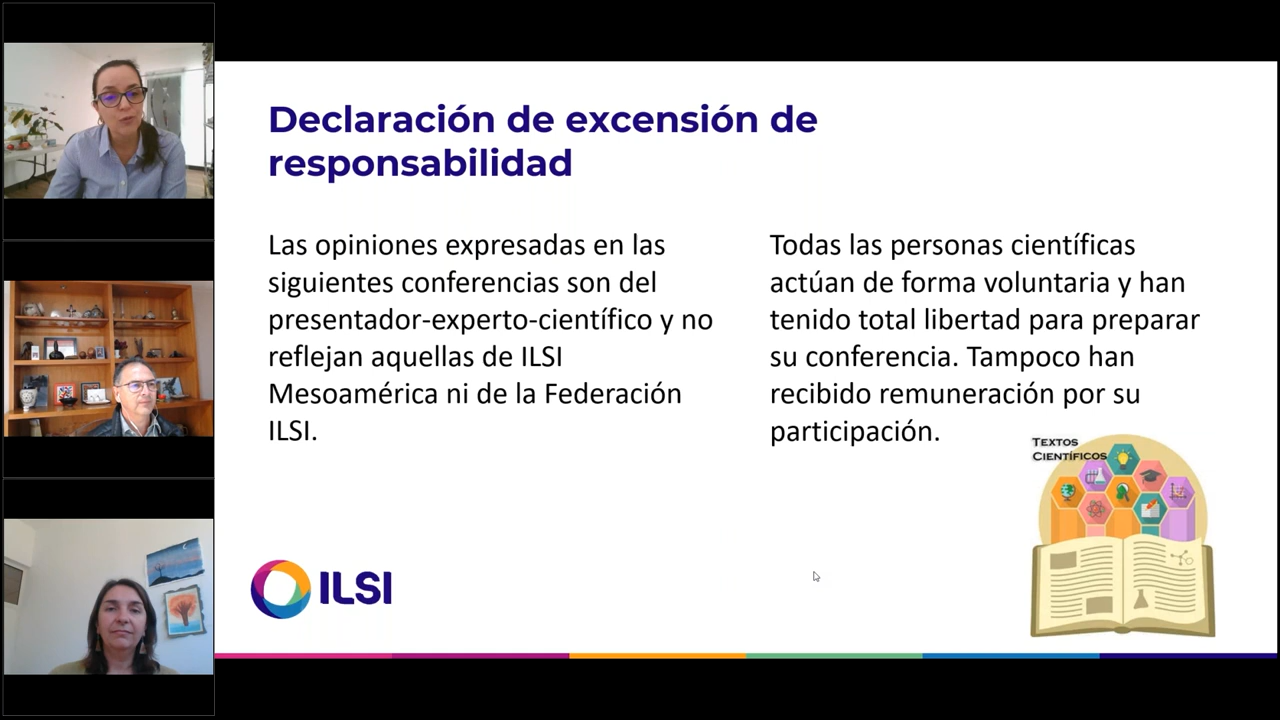 Declaración de excensión de
responsabilidad
Las opiniones expresadas en las
siguientes conferencias son del
presentador-experto-científico y no
reflejan aquellas de ILSI
Mesoamérica ni de la Federación
ILSI.
Todas las personas científicas
actúan de forma voluntaria y han
tenido total libertad para preparar
su conferencia. Tampoco han
recibido remuneración por su
participación.
TEXTOS
CIENTÍFICOS
ILSI